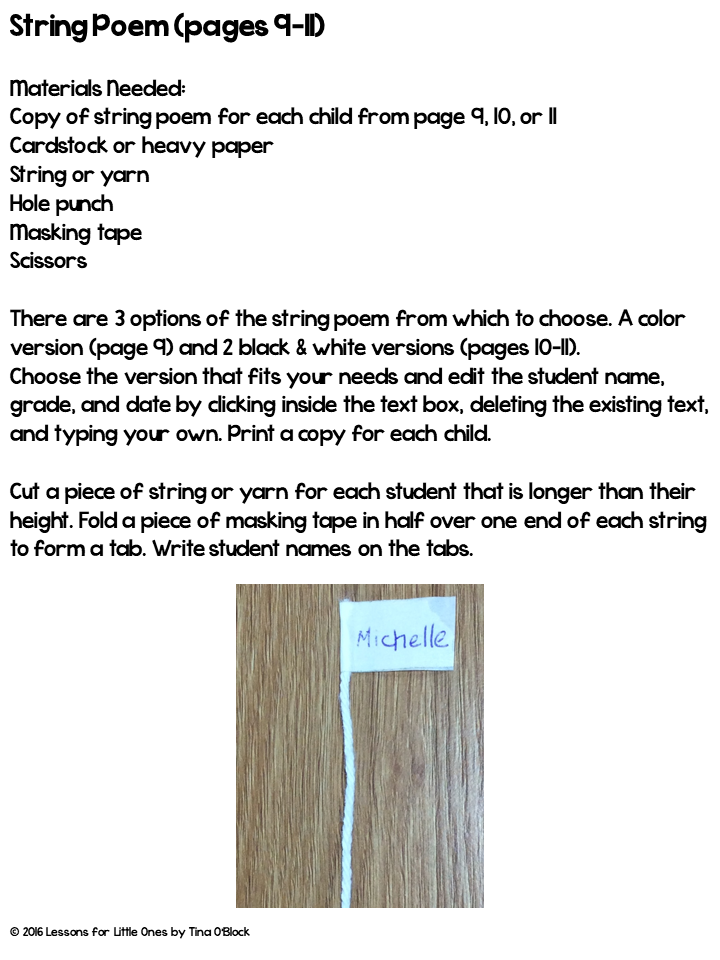 String Poem (pages 9-11)
Materials Needed:
Copy of string poem for each child from page 9, 10, or 11
Cardstock or heavy paper
String or yarn
Hole punch
Masking tape
Scissors
There are 3 options of the string poem from which to choose. A color
version (page 9) and 2 black & white versions (pages 10-11).
Choose the version that fits your needs and edit the student name,
grade, and date by clicking inside the text box, deleting the existing text,
and typing your own. Print a copy for each child.
Cut a piece of string or yarn for each student that is longer than their
height. Fold a piece of masking tape in half over one end of each string
to form a tab. Write student names on the tabs.
Michelle
© 2016 Lessons for Little Ones by Tina O'Block